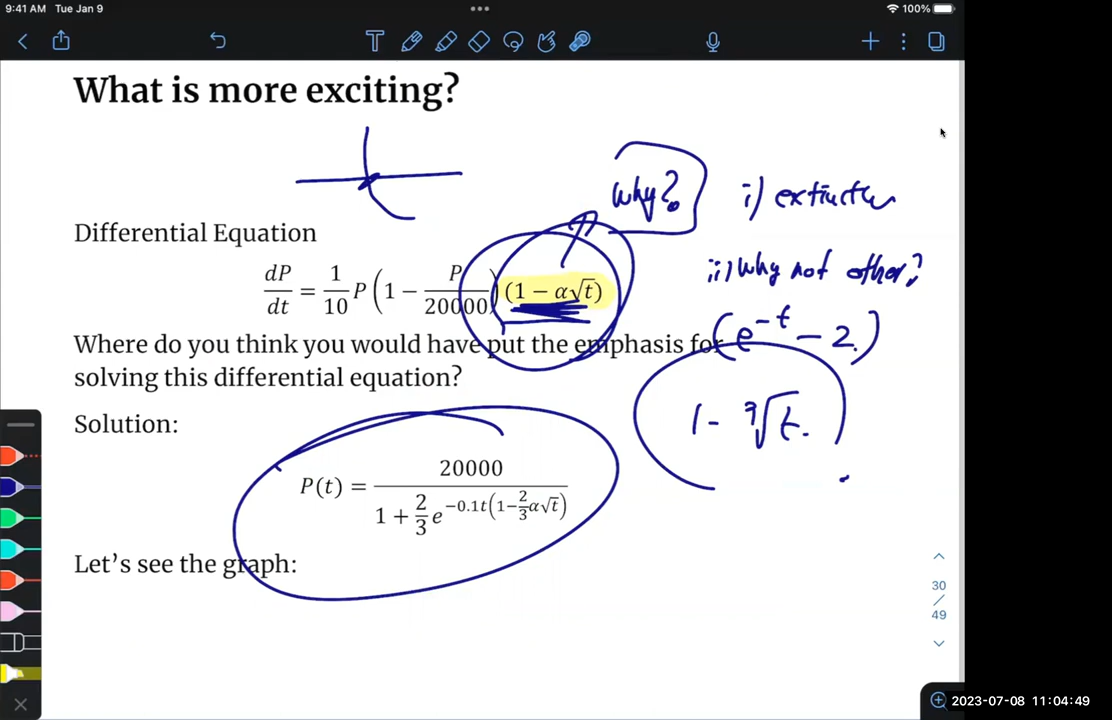 9:41 AM Tue Jan 9
100%
What is more exciting?
why?
i) extinction
Differential Equation
ii) Why not other?
dP/dt = 1/10 P (1 − P/20000) (1 − α√t)
(e^-t − 2.)
Where do you think you would have put the emphasis for
solving this differential equation?
1 - ³√t.
Solution:
P(t) = 20000 / (1 + 2/3 e^(−0.1t(1−2/3 α√t)))
Let's see the graph:
30
/
49
2023-07-08 11:04:49